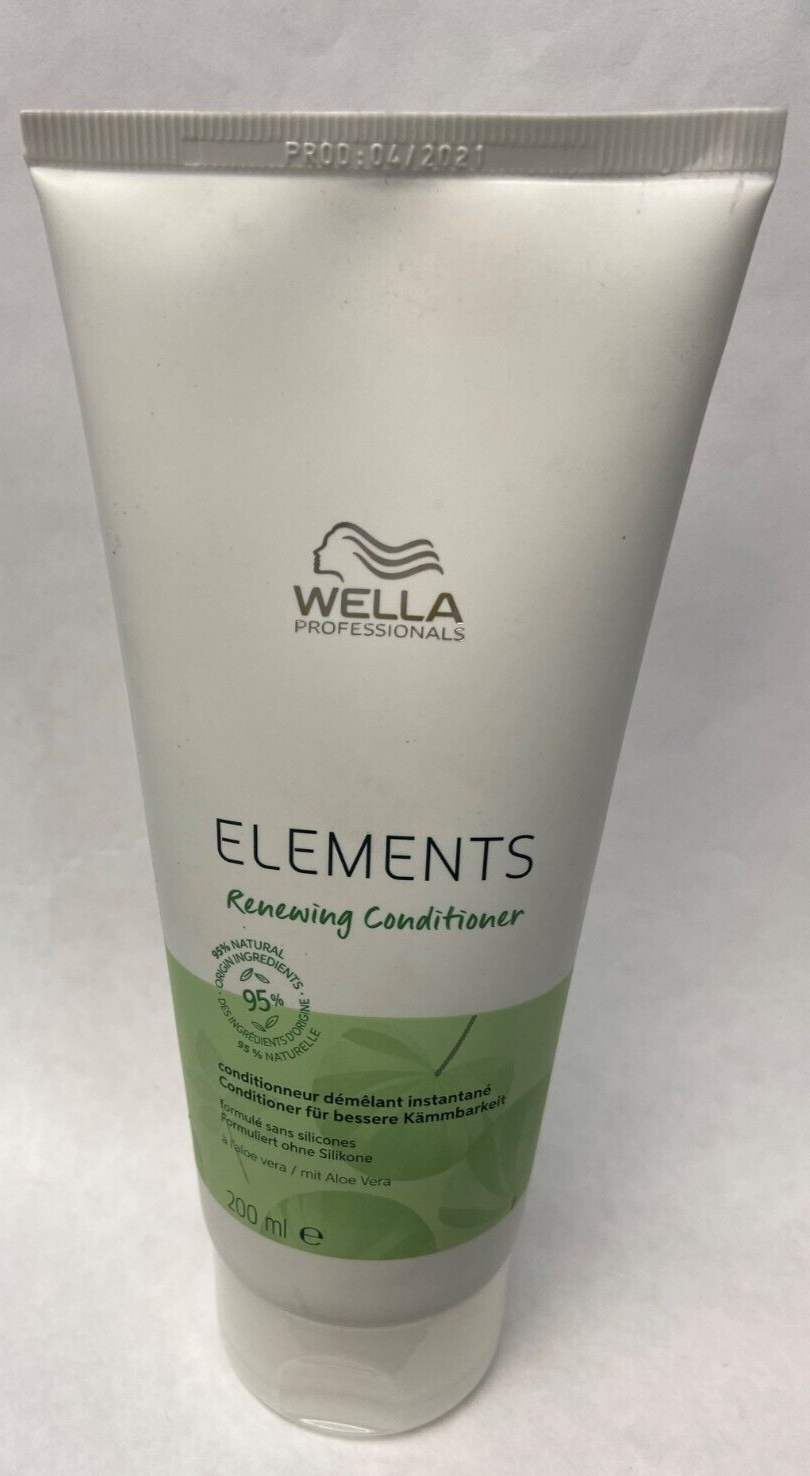 PROD:04/2021
WELLA
PROFESSIONALS
ELEMENTS
Renewing Conditioner
95% NATURAL
ORIGIN INGREDIENTS
95%
DES INGRÉDIENTS D'ORIGINE
95 % NATURELLE
conditionneur démêlant instantané
Conditioner für bessere Kämmbarkeit
formulé sans silicones
Formuliert ohne Silikone
à l'aloe vera / mit Aloe Vera
200 ml ℮